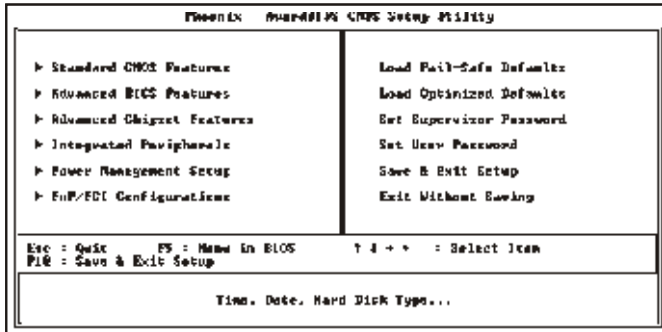 Phoenix - AwardBIOS CMOS Setup Utility
▶ Standard CMOS Features
▶ Advanced BIOS Features
▶ Advanced Chipset Features
▶ Integrated Peripherals
▶ Power Management Setup
▶ PnP/PCI Configurations
Load Fail-Safe Defaults
Load Optimized Defaults
Set Supervisor Password
Set User Password
Save & Exit Setup
Exit Without Saving
Esc : Quit F9 : Menu in BIOS ↑ ↓ → ← : Select Item
F10 : Save & Exit Setup
Time, Date, Hard Disk Type...